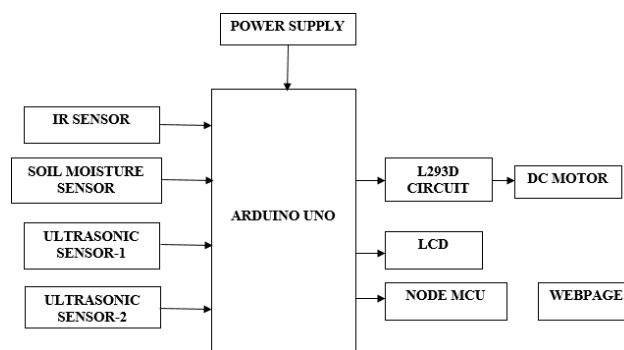 POWER SUPPLY
IR SENSOR
SOIL MOISTURE
SENSOR
ULTRASONIC
SENSOR-1
ULTRASONIC
SENSOR-2
ARDUINO UNO
L293D
CIRCUIT
DC MOTOR
LCD
NODE MCU
WEBPAGE